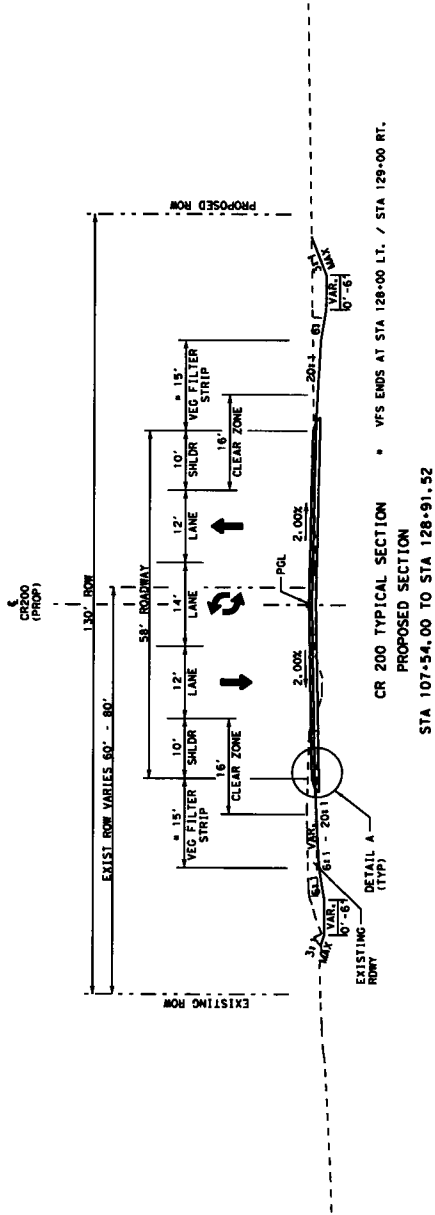 ℄
CR200
(PROP)
130' ROW
EXIST ROW VARIES 60' - 80'
58' ROADWAY
EXISTING ROW
PROPOSED ROW
* 15'
VEG FILTER
STRIP
10'
SHLDR
12'
LANE
14'
LANE
12'
LANE
10'
SHLDR
* 15'
VEG FILTER
STRIP
16'
CLEAR ZONE
16'
CLEAR ZONE
PGL
2.00%
2.00%
3:1
MAX
VAR.
0'-6'
6:1
VAR.
6:1 - 20:1
20:1
6:1
VAR.
0'-6'
3:1
MAX
EXISTING
RDWY
DETAIL A
(TYP)
CR 200 TYPICAL SECTION
PROPOSED SECTION
STA 107+54.00 TO STA 128+91.52
* VFS ENDS AT STA 128+00 LT. / STA 129+00 RT.